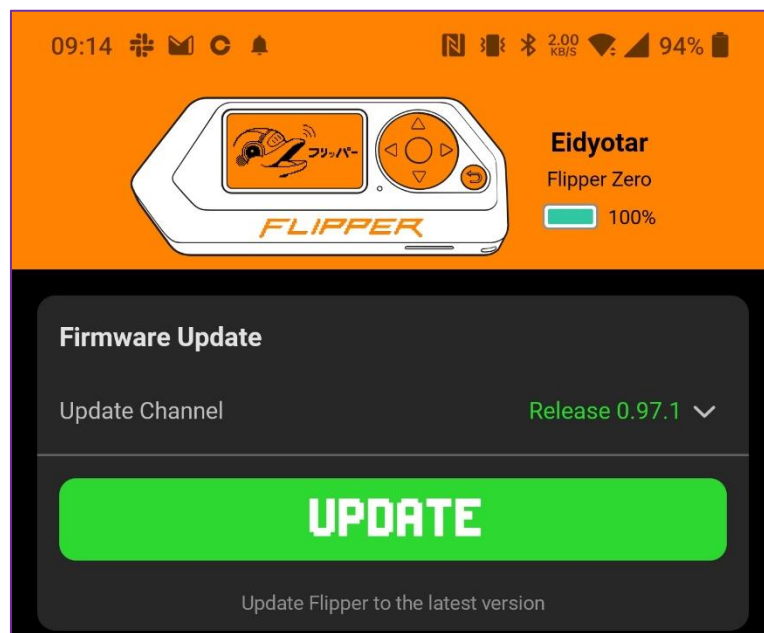 09:14 2.00 KB/S 94%
フリッパー
FLIPPER
Eidyotar
Flipper Zero
100%
Firmware Update
Update Channel Release 0.97.1
UPDATE
Update Flipper to the latest version